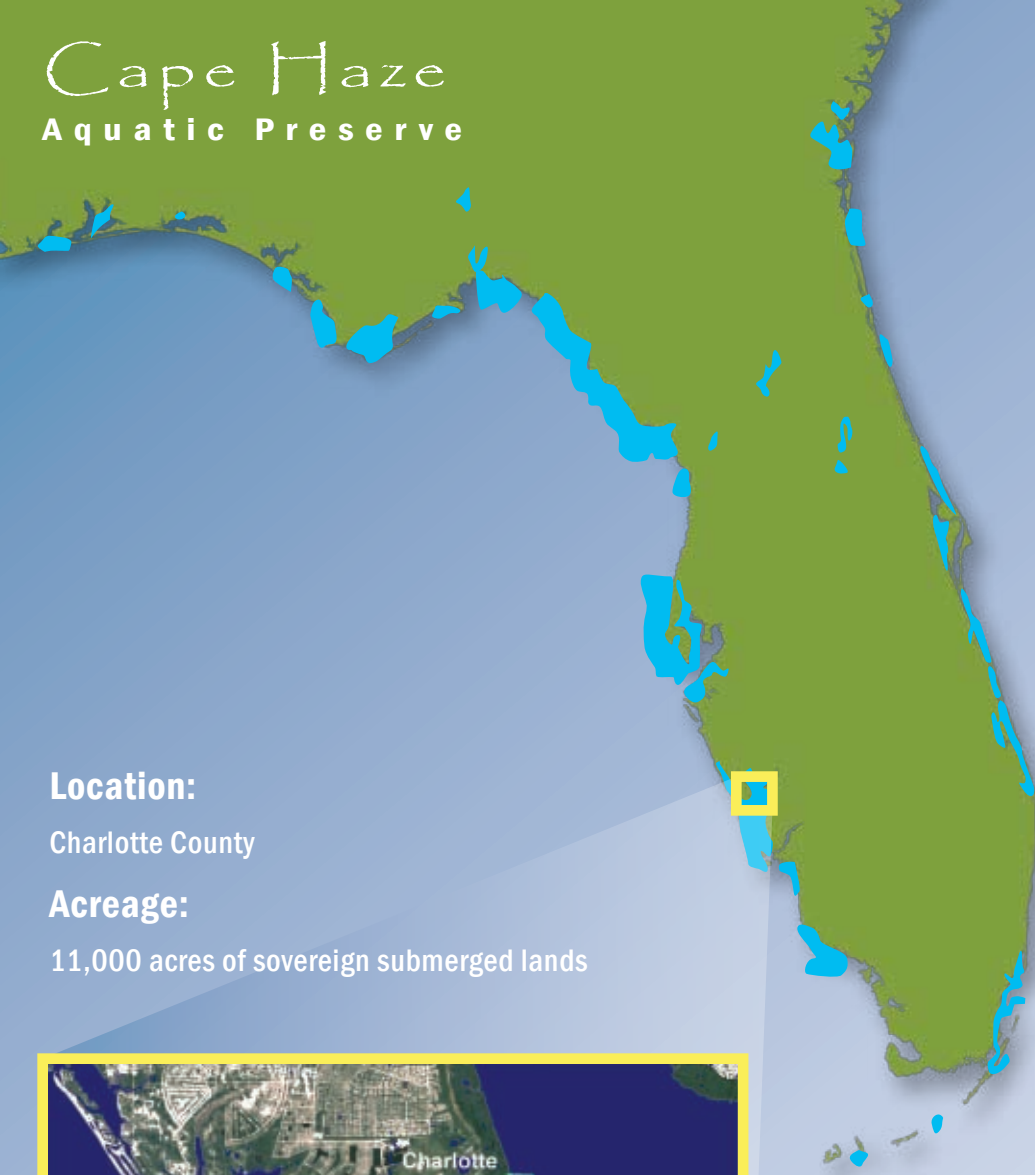 Cape Haze
Aquatic Preserve
Location:
Charlotte County
Acreage:
11,000 acres of sovereign submerged lands
Charlotte